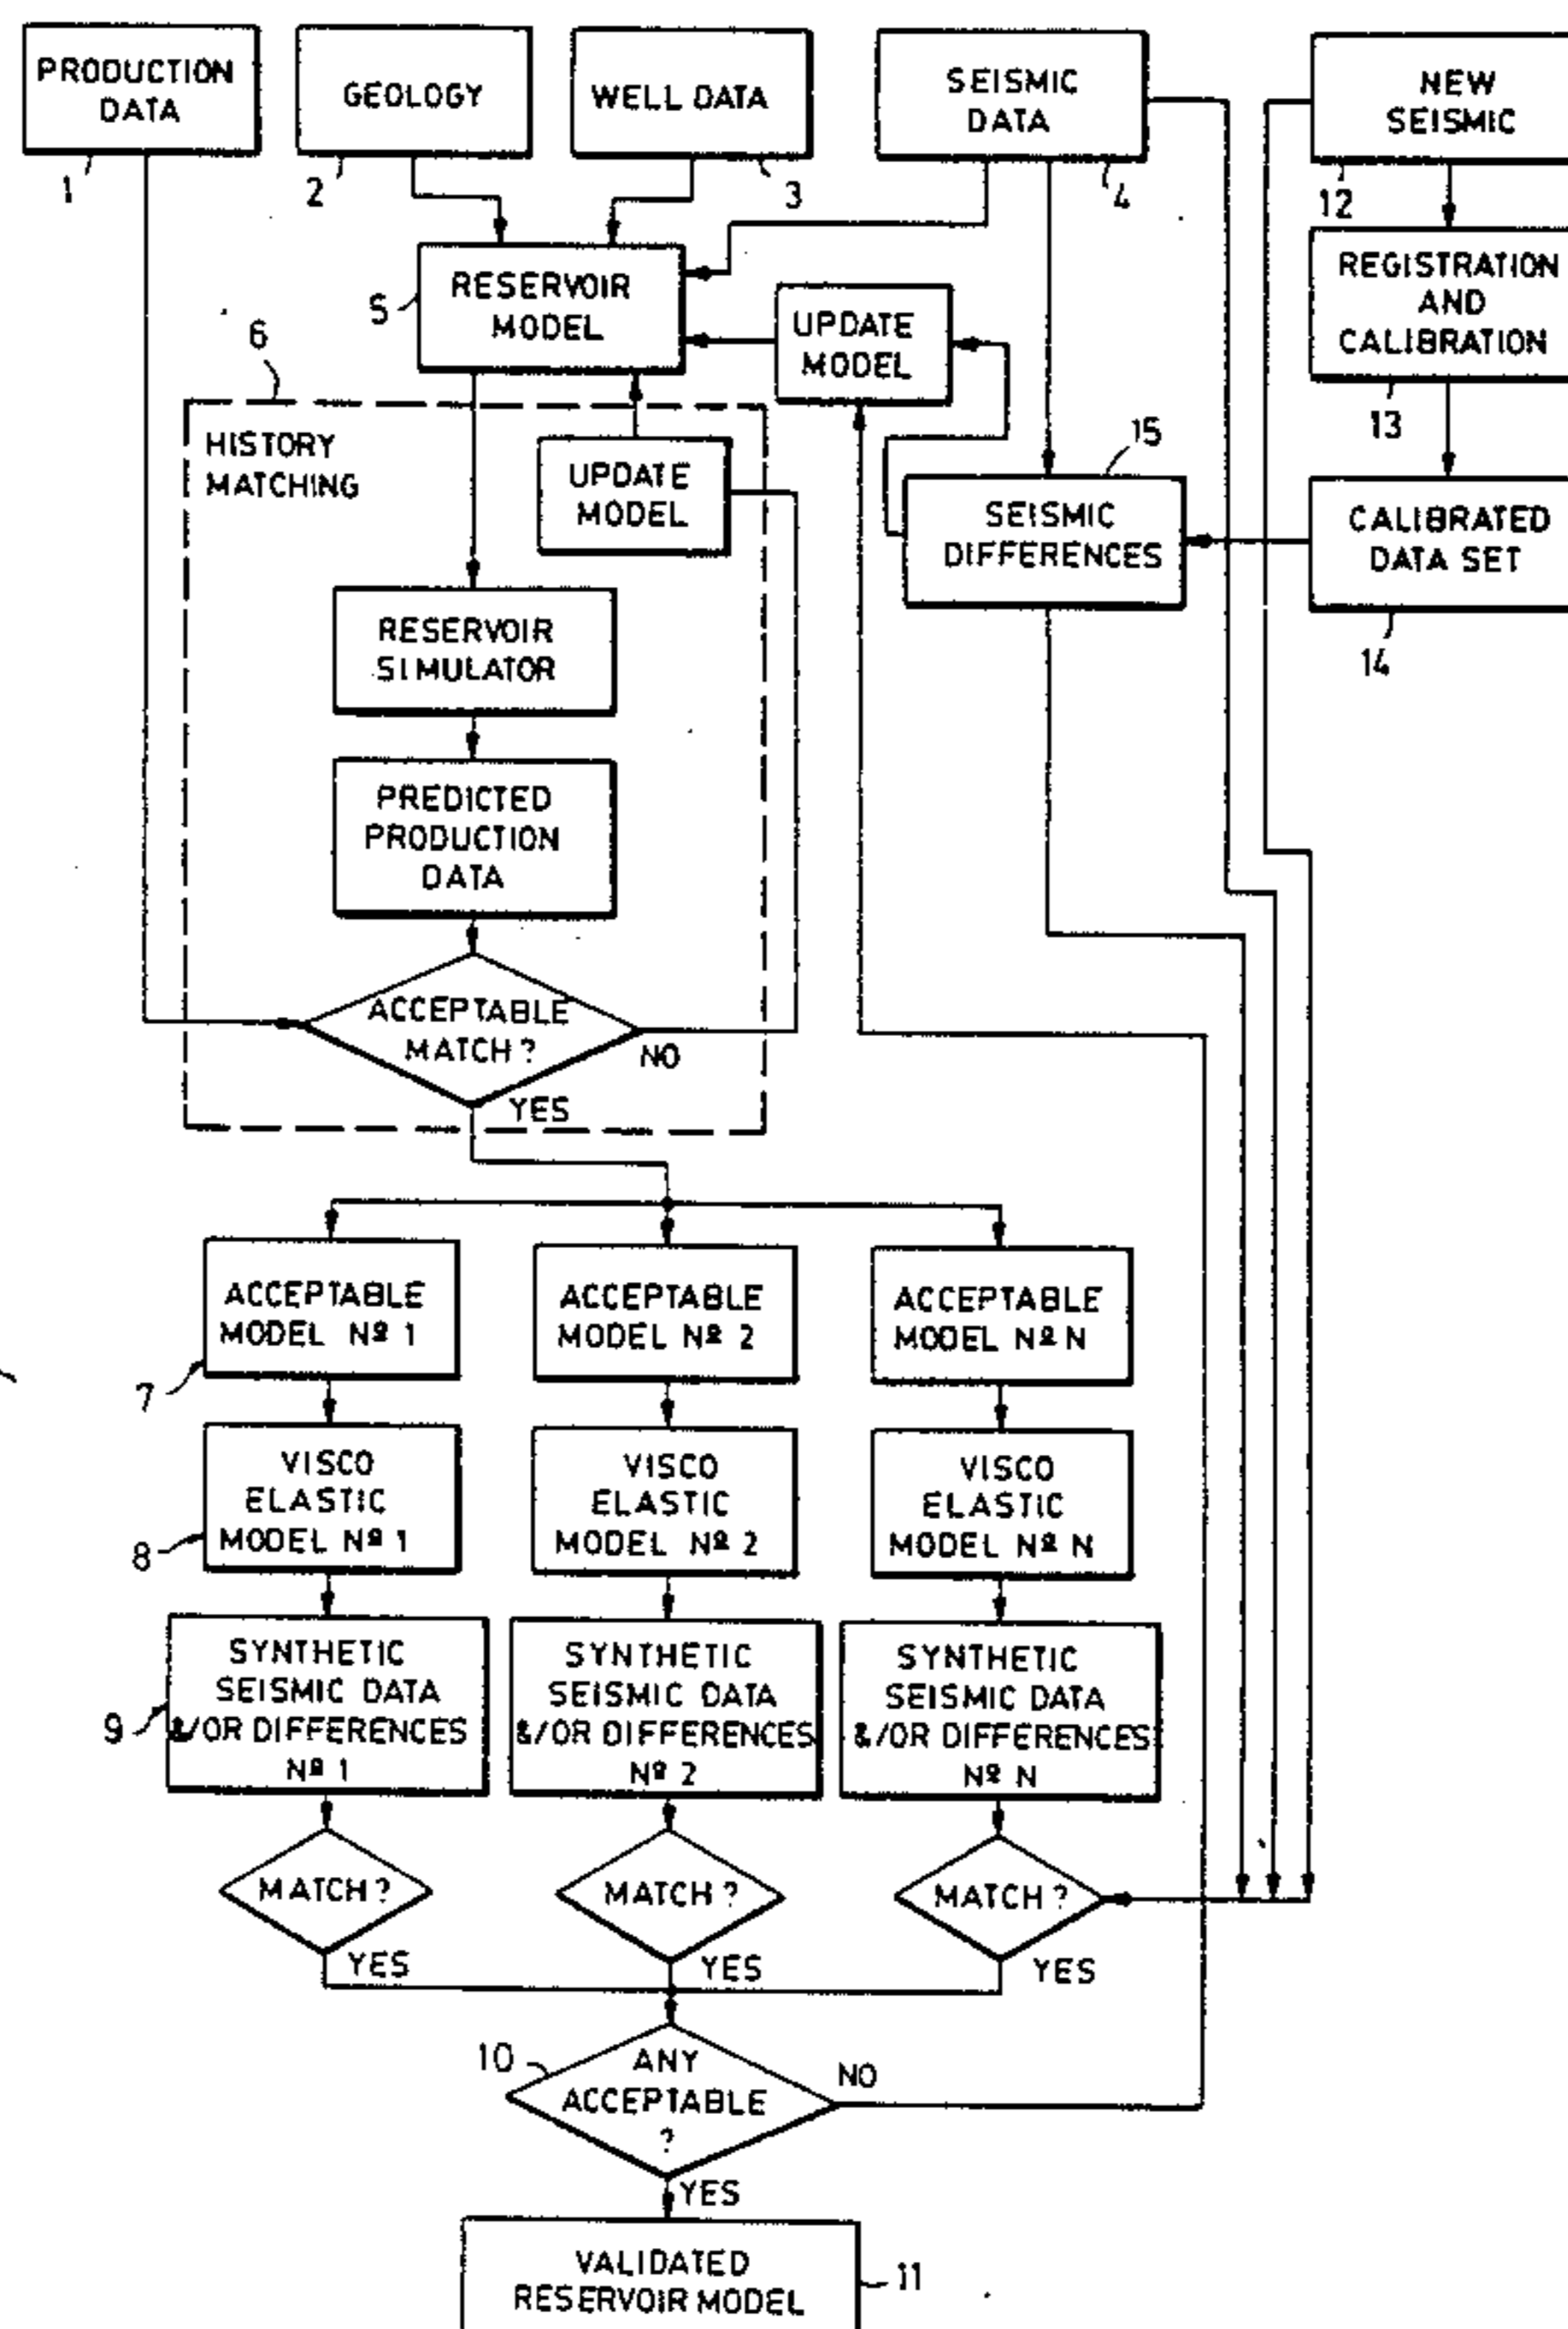 PRODUCTION
DATA
1
GEOLOGY
2
WELL DATA
3
SEISMIC
DATA
4
NEW
SEISMIC
12
RESERVOIR
MODEL
5
UPDATE
MODEL
REGISTRATION
AND
CALIBRATION
13
6
HISTORY
MATCHING
UPDATE
MODEL
15
SEISMIC
DIFFERENCES
CALIBRATED
DATA SET
14
RESERVOIR
SIMULATOR
PREDICTED
PRODUCTION
DATA
ACCEPTABLE
MATCH?
NO
YES
ACCEPTABLE
MODEL Nº 1
7
ACCEPTABLE
MODEL Nº 2
ACCEPTABLE
MODEL Nº N
VISCO
ELASTIC
MODEL Nº 1
8
VISCO
ELASTIC
MODEL Nº 2
VISCO
ELASTIC
MODEL Nº N
SYNTHETIC
SEISMIC DATA
&/OR DIFFERENCES
Nº 1
9
SYNTHETIC
SEISMIC DATA
&/OR DIFFERENCES
Nº 2
SYNTHETIC
SEISMIC DATA
&/OR DIFFERENCES
Nº N
MATCH?
YES
MATCH?
YES
MATCH?
YES
10
ANY
ACCEPTABLE
?
NO
YES
VALIDATED
RESERVOIR MODEL
11